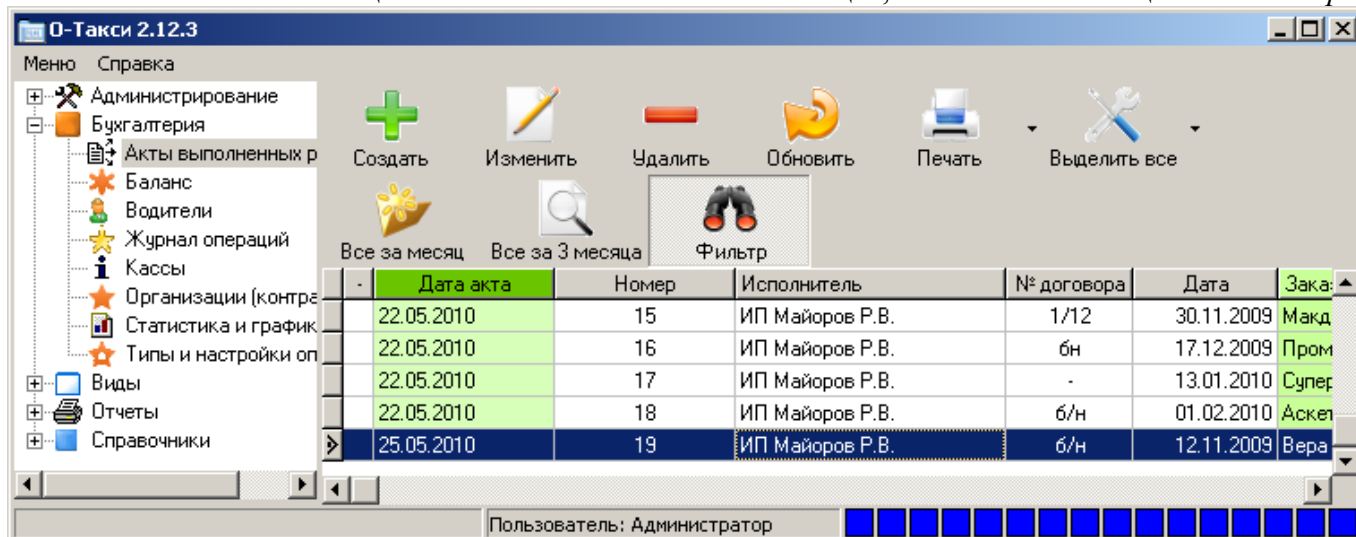 О-Такси 2.12.3
Меню Справка
Администрирование
Бухгалтерия
Акты выполненных р
Баланс
Водители
Журнал операций
Кассы
Организации (контра
Статистика и график
Типы и настройки оп
Виды
Отчеты
Справочники
Создать Изменить Удалить Обновить Печать Выделить все
Все за месяц Все за 3 месяца Фильтр
- Дата акта Номер Исполнитель № договора Дата Зака
22.05.2010 15 ИП Майоров Р.В. 1/12 30.11.2009 Макд
22.05.2010 16 ИП Майоров Р.В. бн 17.12.2009 Пром
22.05.2010 17 ИП Майоров Р.В. - 13.01.2010 Супер
22.05.2010 18 ИП Майоров Р.В. б/н 01.02.2010 Аскет
25.05.2010 19 ИП Майоров Р.В. б/н 12.11.2009 Вера
Пользователь: Администратор